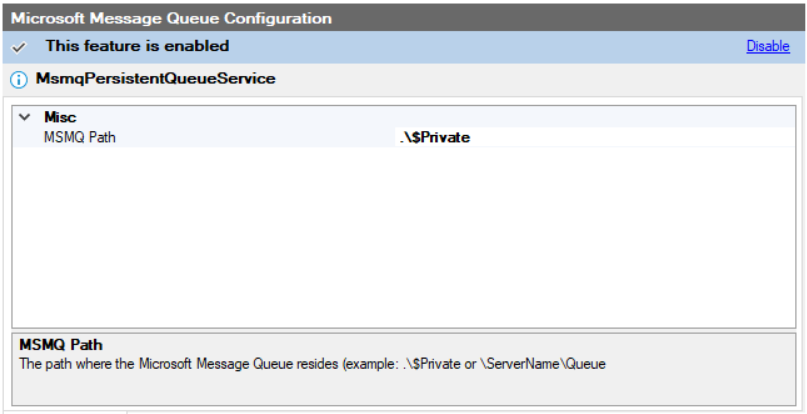 Microsoft Message Queue Configuration
This feature is enabled Disable
MsmqPersistentQueueService
Misc
MSMQ Path .\$Private
MSMQ Path
The path where the Microsoft Message Queue resides (example: .\$Private or \ServerName\Queue